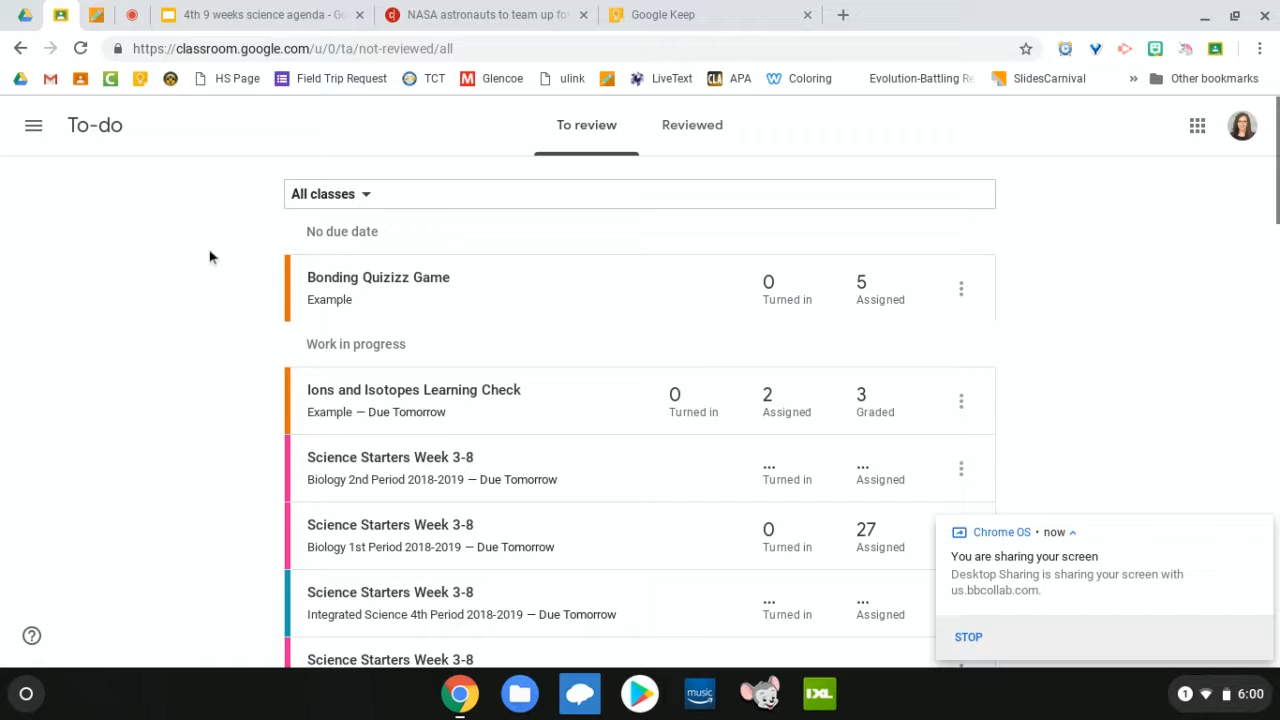 4th 9 weeks science agenda - Go
NASA astronauts to team up fo
Google Keep
https://classroom.google.com/u/0/ta/not-reviewed/all
HS Page
Field Trip Request
TCT
Glencoe
ulink
LiveText
CLA
APA
Coloring
Evolution-Battling Re
SlidesCarnival
»
Other bookmarks
To-do
To review
Reviewed
All classes
No due date
Bonding Quizizz Game
0
5
Example
Turned in
Assigned
Work in progress
Ions and Isotopes Learning Check
0
2
3
Example — Due Tomorrow
Turned in
Assigned
Graded
Science Starters Week 3-8
...
...
Biology 2nd Period 2018-2019 — Due Tomorrow
Turned in
Assigned
Science Starters Week 3-8
0
27
Biology 1st Period 2018-2019 — Due Tomorrow
Turned in
Assigned
Chrome OS • now
You are sharing your screen
Desktop Sharing is sharing your screen with
us.bbcollab.com.
STOP
Science Starters Week 3-8
...
...
Integrated Science 4th Period 2018-2019 — Due Tomorrow
Turned in
Assigned
Science Starters Week 3-8
music
IXL
1
6:00